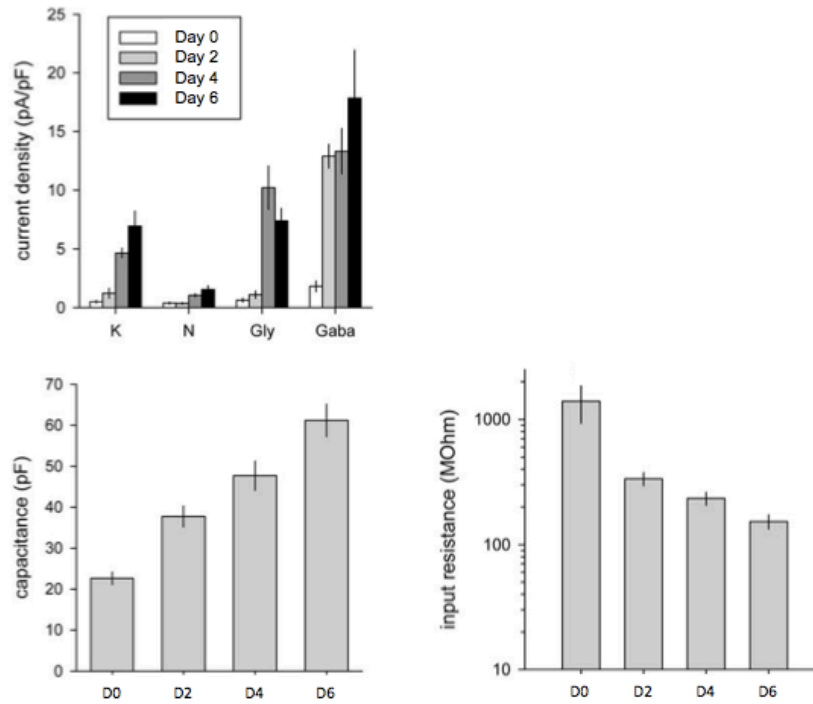 25
20
15
10
5
0
current density (pA/pF)
Day 0
Day 2
Day 4
Day 6
K N Gly Gaba
70
60
50
40
30
20
10
0
capacitance (pF)
D0 D2 D4 D6
1000
100
10
input resistance (MOhm)
D0 D2 D4 D6